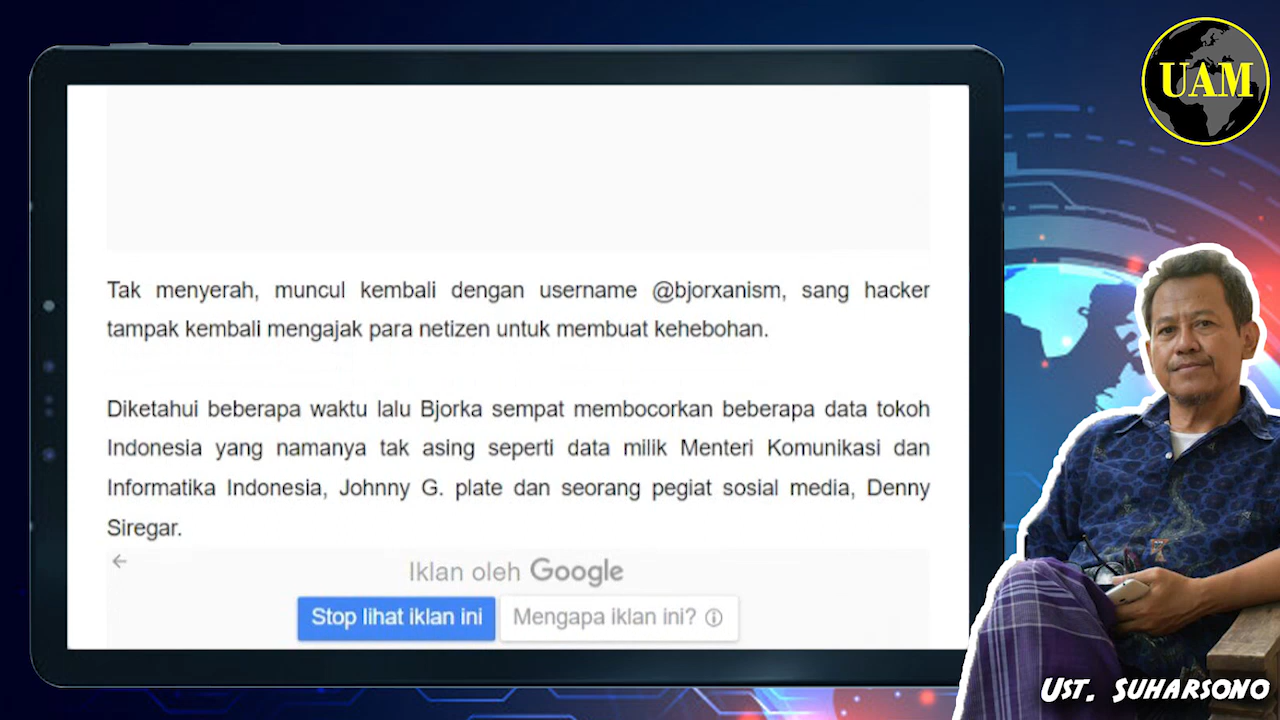 UAM
Tak menyerah, muncul kembali dengan username @bjorxanism, sang hacker
tampak kembali mengajak para netizen untuk membuat kehebohan.
Diketahui beberapa waktu lalu Bjorka sempat membocorkan beberapa data tokoh
Indonesia yang namanya tak asing seperti data milik Menteri Komunikasi dan
Informatika Indonesia, Johnny G. plate dan seorang pegiat sosial media, Denny
Siregar.
Iklan oleh Google
Stop lihat iklan ini
Mengapa iklan ini?
Ust. Suharsono